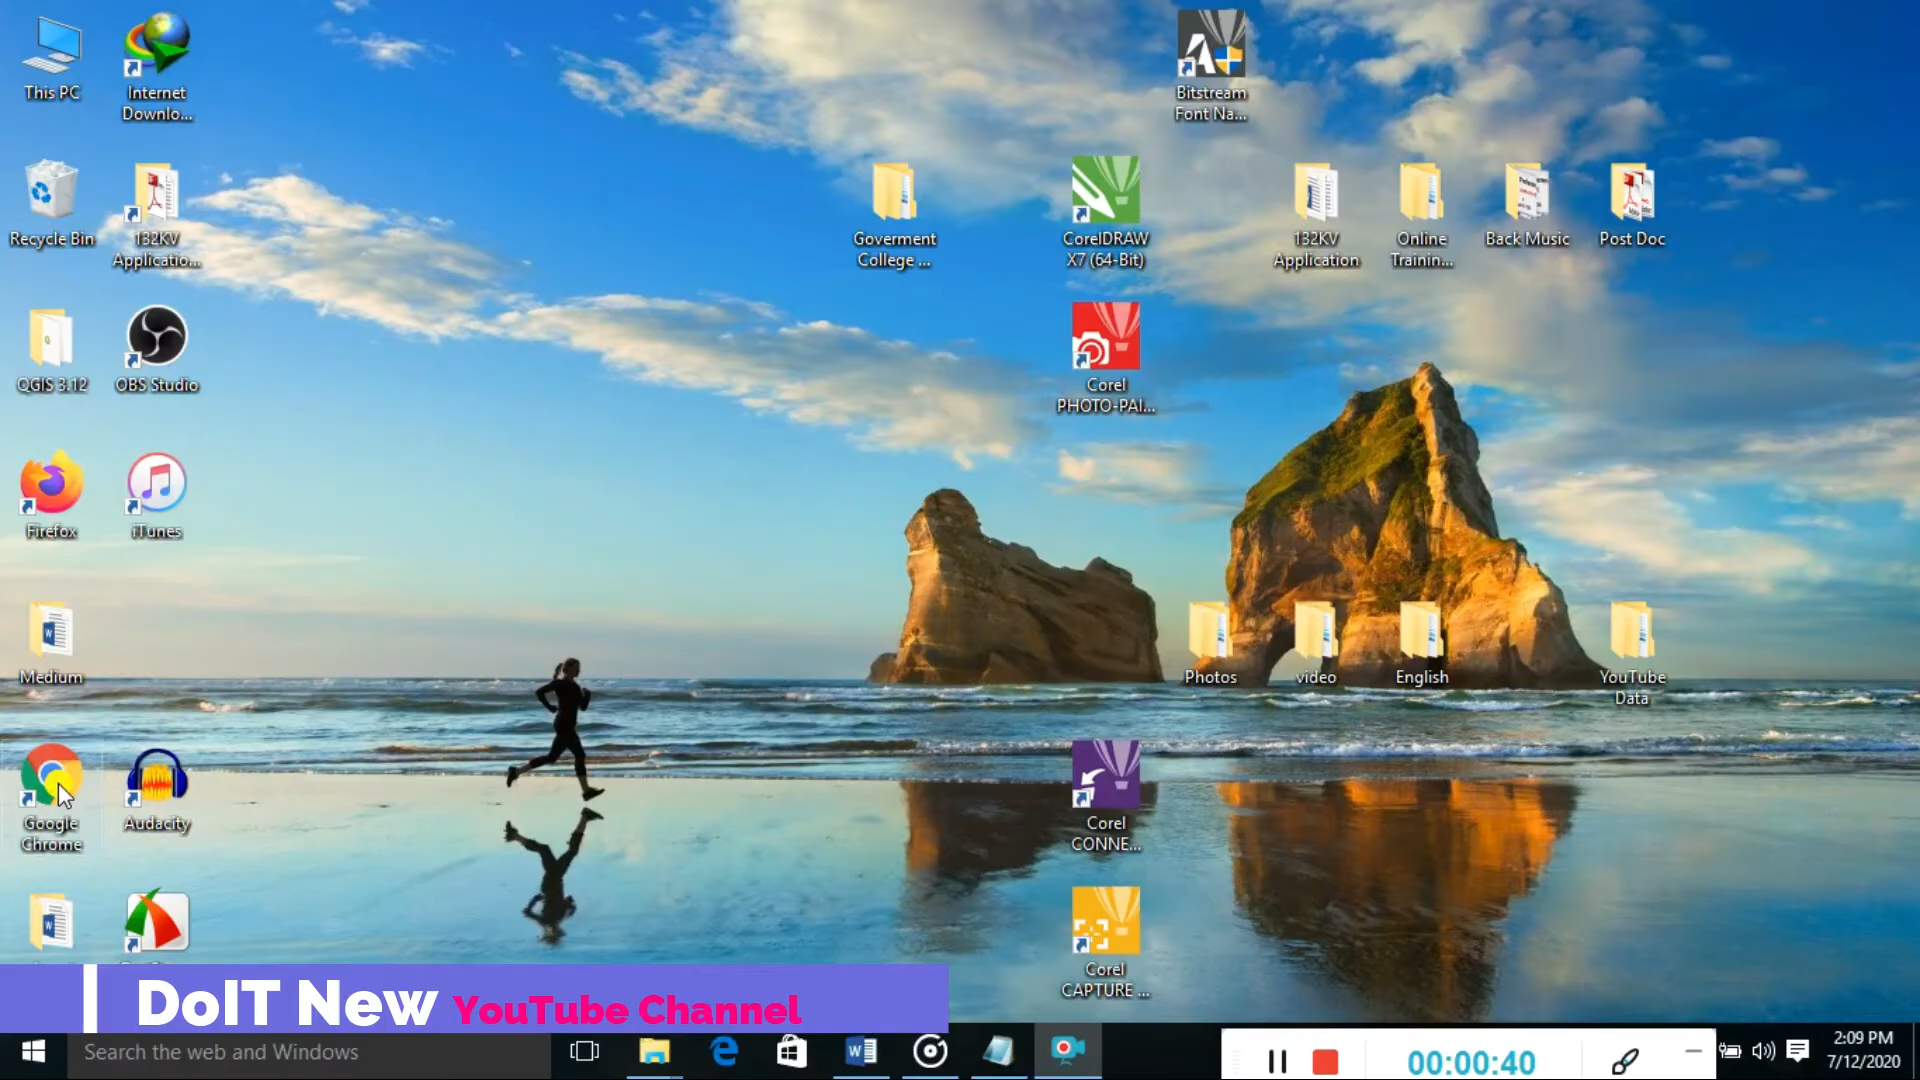 This PC
Internet
Downlo...
Bitstream
Font Na...
Recycle Bin
132KV
Applicatio...
Goverment
College ...
CorelDRAW
X7 (64-Bit)
132KV
Application
Online
Trainin...
Back Music
Post Doc
QGIS 3.12
OBS Studio
Corel
PHOTO-PAI...
Firefox
iTunes
Medium
Photos
video
English
YouTube
Data
Google
Chrome
Audacity
Corel
CONNE...
Corel
CAPTURE ...
DoIT New YouTube Channel
Search the web and Windows
00:00:40
2:09 PM
7/12/2020